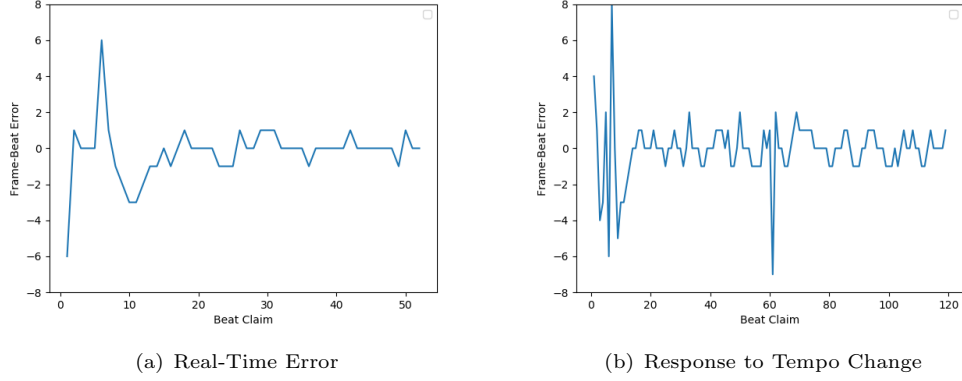 8
6
4
2
0
−2
−4
−6
−8
Frame-Beat Error
0 10 20 30 40 50
Beat Claim
(a) Real-Time Error
8
6
4
2
0
−2
−4
−6
−8
Frame-Beat Error
0 20 40 60 80 100 120
Beat Claim
(b) Response to Tempo Change